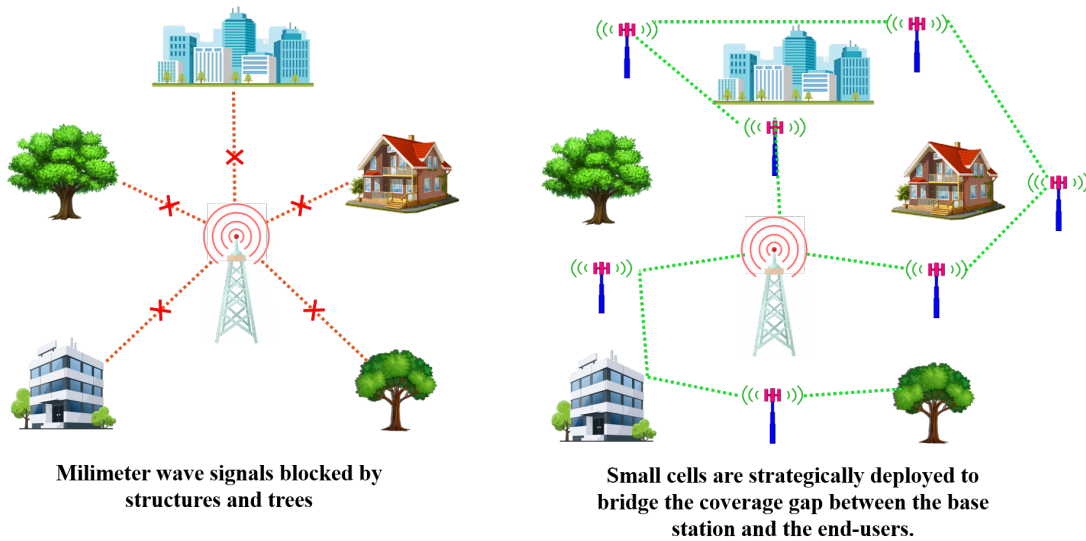 Milimeter wave signals blocked by
structures and trees
Small cells are strategically deployed to
bridge the coverage gap between the base
station and the end-users.